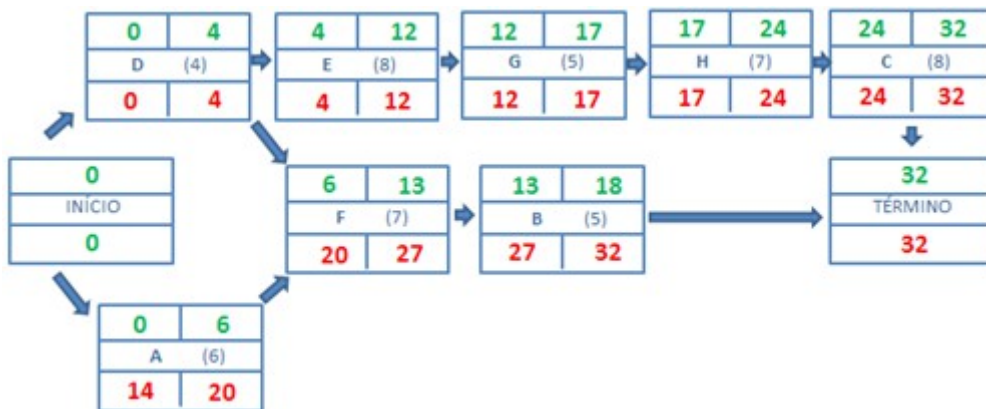 0 4
D (4)
0 4
4 12
E (8)
4 12
12 17
G (5)
12 17
17 24
H (7)
17 24
24 32
C (8)
24 32
0
INÍCIO
0
6 13
F (7)
20 27
13 18
B (5)
27 32
32
TÉRMINO
32
0 6
A (6)
14 20